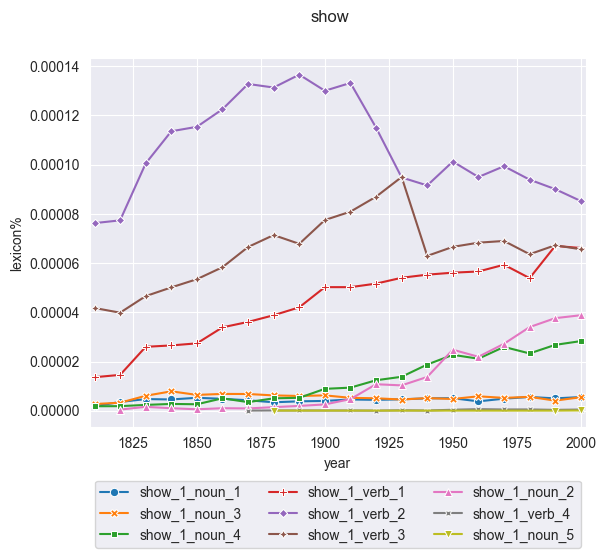 show
0.00014
0.00012
0.00010
0.00008
0.00006
0.00004
0.00002
0.00000
lexicon%
1825 1850 1875 1900 1925 1950 1975 2000
year
show_1_noun_1 show_1_verb_1 show_1_noun_2
show_1_noun_3 show_1_verb_2 show_1_verb_4
show_1_noun_4 show_1_verb_3 show_1_noun_5